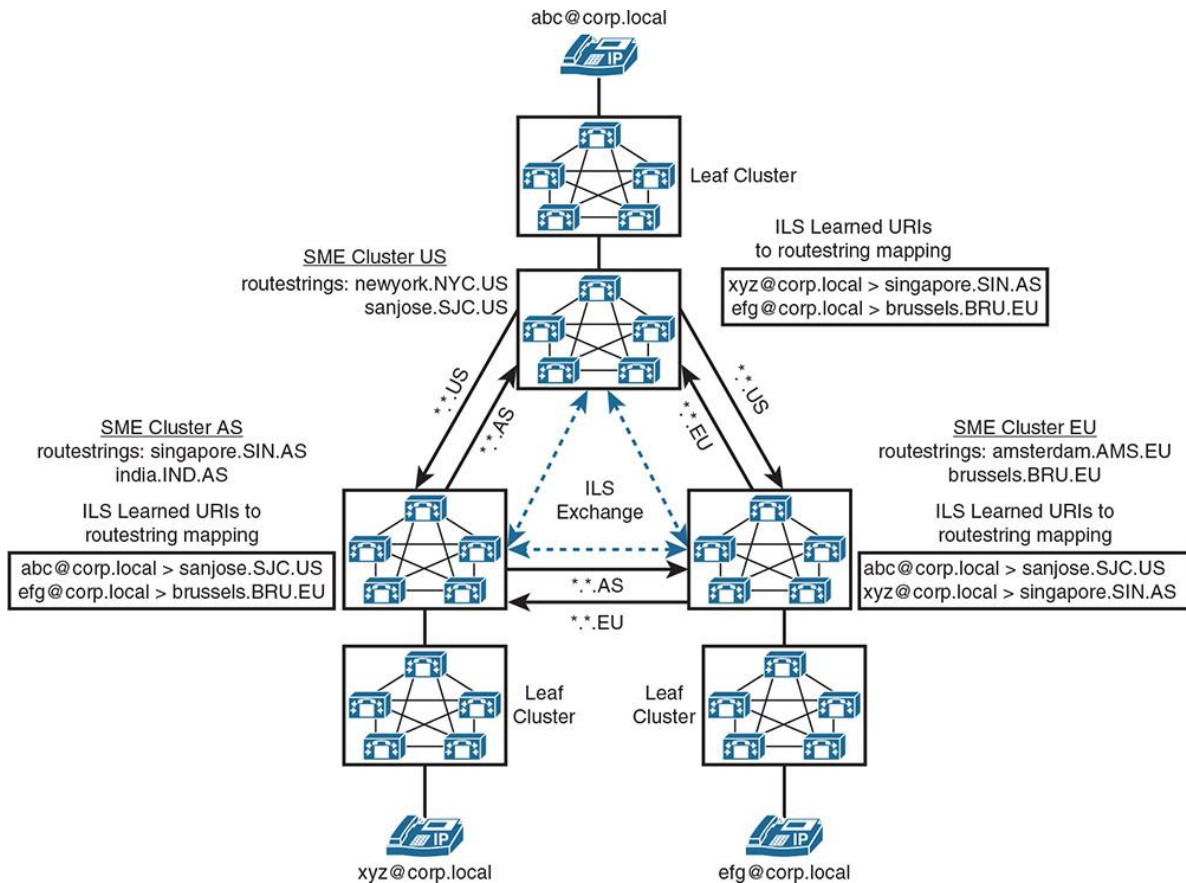 abc@corp.local
IP
Leaf Cluster
ILS Learned URIs
to routestring mapping
xyz@corp.local > singapore.SIN.AS
efg@corp.local > brussels.BRU.EU
SME Cluster US
routestrings: newyork.NYC.US
sanjose.SJC.US
*.*.US
*.*.AS
*.*.EU
*.*.US
SME Cluster AS
routestrings: singapore.SIN.AS
india.IND.AS
ILS Learned URIs to
routestring mapping
abc@corp.local > sanjose.SJC.US
efg@corp.local > brussels.BRU.EU
ILS
Exchange
SME Cluster EU
routestrings: amsterdam.AMS.EU
brussels.BRU.EU
ILS Learned URIs to
routestring mapping
abc@corp.local > sanjose.SJC.US
xyz@corp.local > singapore.SIN.AS
*.*.AS
*.*.EU
Leaf
Cluster
Leaf
Cluster
IP
IP
xyz@corp.local
efg@corp.local